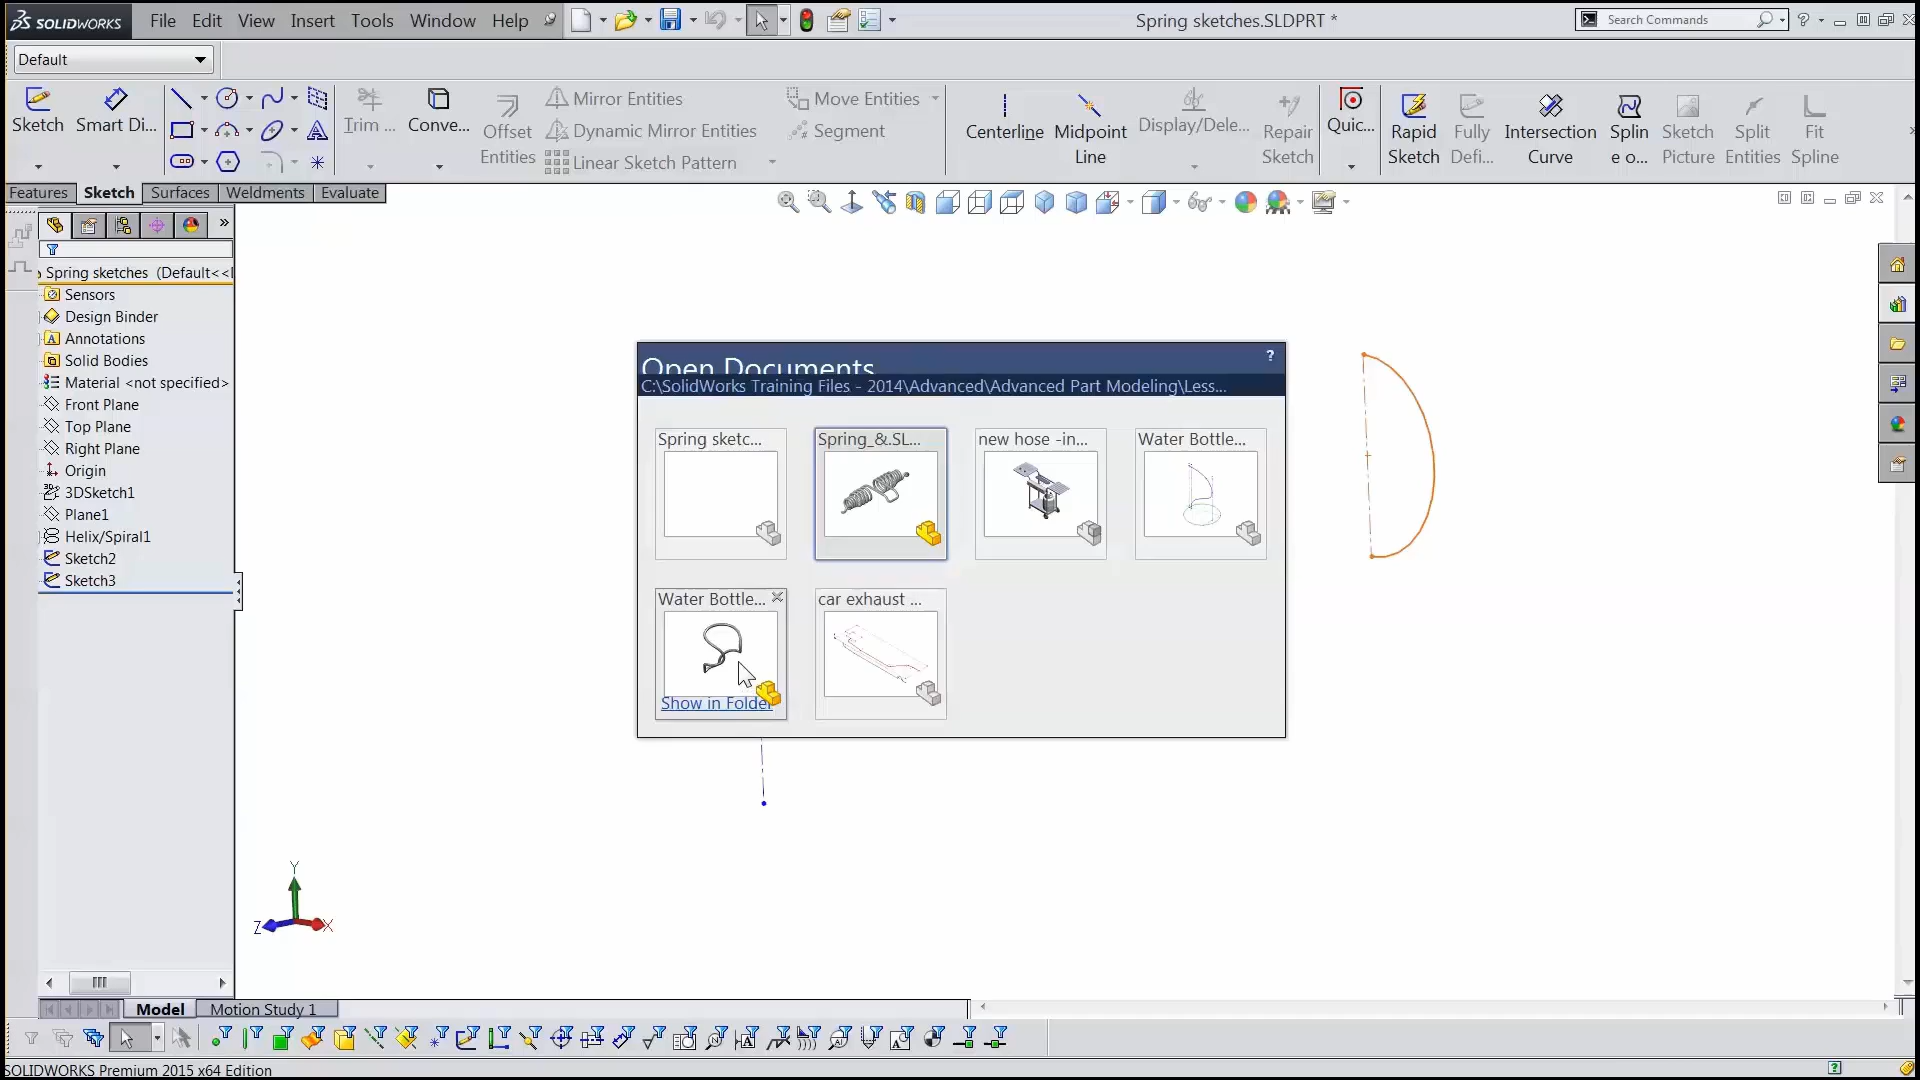 SOLIDWORKS
File Edit View Insert Tools Window Help
Spring sketches.SLDPRT *
Search Commands
Default
Sketch
Smart Di...
Trim ...
Conve...
Offset
Entities
Mirror Entities
Dynamic Mirror Entities
Linear Sketch Pattern
Move Entities
Segment
Centerline
Midpoint
Line
Display/Dele...
Repair
Sketch
Quic...
Rapid
Sketch
Fully
Defi...
Intersection
Curve
Splin
e o...
Sketch
Picture
Split
Entities
Fit
Spline
Features Sketch Surfaces Weldments Evaluate
Spring sketches (Default<<
Sensors
Design Binder
Annotations
Solid Bodies
Material <not specified>
Front Plane
Top Plane
Right Plane
Origin
3DSketch1
Plane1
Helix/Spiral1
Sketch2
Sketch3
Open Documents
?
C:\SolidWorks Training Files - 2014\Advanced\Advanced Part Modeling\Less...
Spring sketc...
Spring_&.SL...
new hose -in...
Water Bottle...
Water Bottle...
car exhaust ...
Show in Folder
Y
Z
X
Model Motion Study 1
SOLIDWORKS Premium 2015 x64 Edition